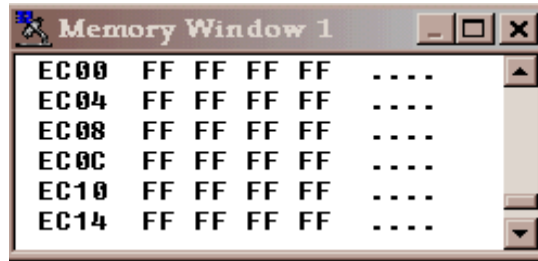 Memory Window 1
EC00 FF FF FF FF ....
EC04 FF FF FF FF ....
EC08 FF FF FF FF ....
EC0C FF FF FF FF ....
EC10 FF FF FF FF ....
EC14 FF FF FF FF ....